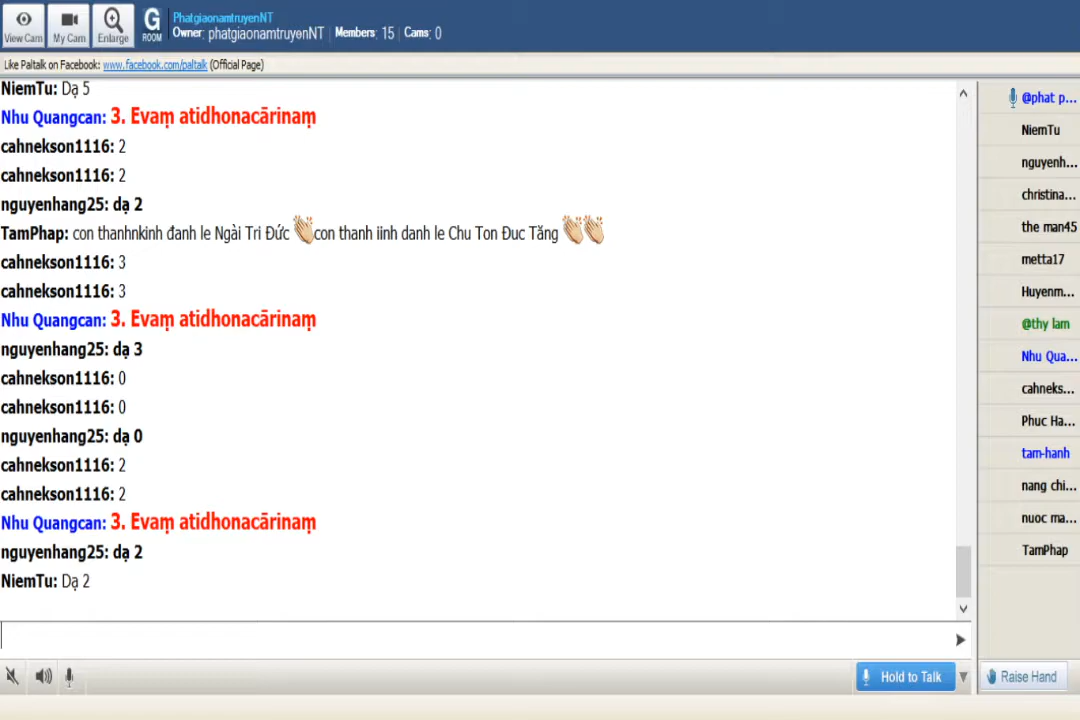 PhatgiaonamtruyenNT
View Cam My Cam Enlarge G ROOM Owner: phatgiaonamtruyenNT | Members: 15 | Cams: 0
Like Paltalk on Facebook: www.facebook.com/paltalk (Official Page)
NiemTu: Dạ 5
Nhu Quangcan: 3. Evaṃ atidhonacārinaṃ
cahnekson1116: 2
cahnekson1116: 2
nguyenhang25: dạ 2
TamPhap: con thanhnkinh đanh le Ngài Tri Đức 👏con thanh iinh danh le Chu Ton Đuc Tăng 👏👏
cahnekson1116: 3
cahnekson1116: 3
Nhu Quangcan: 3. Evaṃ atidhonacārinaṃ
nguyenhang25: dạ 3
cahnekson1116: 0
cahnekson1116: 0
nguyenhang25: dạ 0
cahnekson1116: 2
cahnekson1116: 2
Nhu Quangcan: 3. Evaṃ atidhonacārinaṃ
nguyenhang25: dạ 2
NiemTu: Dạ 2
@phat p...
NiemTu
nguyenh...
christina...
the man45
metta17
Huyenm...
@thy lam
Nhu Qua...
cahneks...
Phuc Ha...
tam-hanh
nang chi...
nuoc ma...
TamPhap
Hold to Talk
Raise Hand